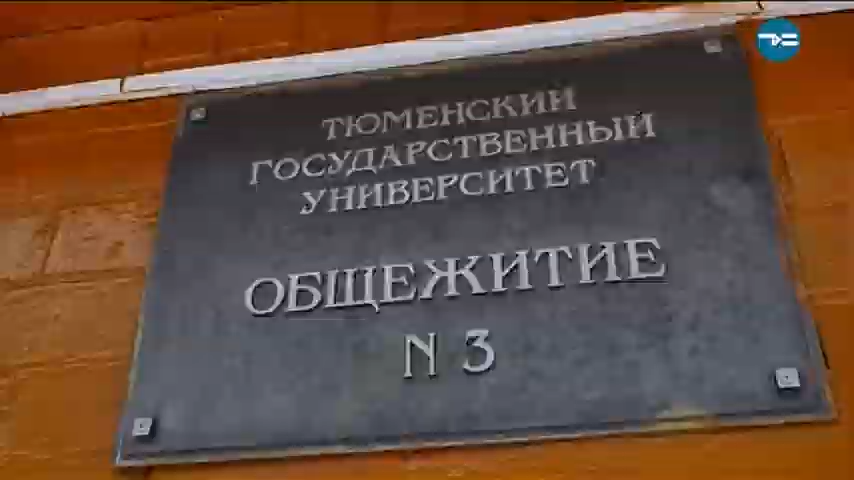 ТЮМЕНСКИЙ
ГОСУДАРСТВЕННЫЙ
УНИВЕРСИТЕТ
ОБЩЕЖИТИЕ
N 3